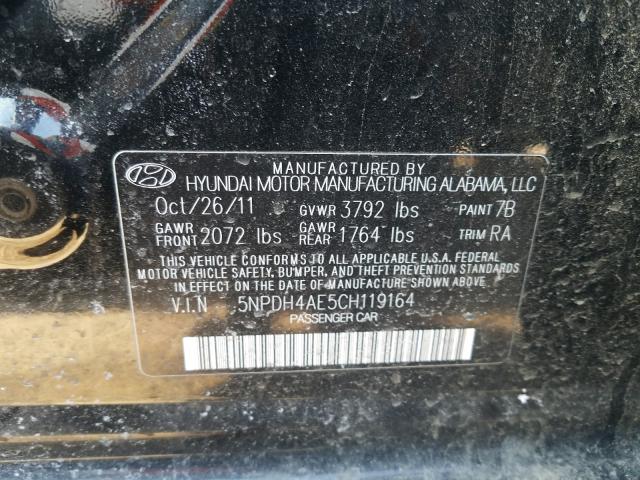 MANUFACTURED BY
HYUNDAI MOTOR MANUFACTURING ALABAMA, LLC
Oct/26/11 GVWR 3792 lbs PAINT 7B
GAWR FRONT 2072 lbs GAWR REAR 1764 lbs TRIM RA
THIS VEHICLE CONFORMS TO ALL APPLICABLE U.S.A. FEDERAL
MOTOR VEHICLE SAFETY, BUMPER, AND THEFT PREVENTION STANDARDS
IN EFFECT ON THE DATE OF MANUFACTURE SHOWN ABOVE.
V.I.N 5NPDH4AE5CH119164
PASSENGER CAR